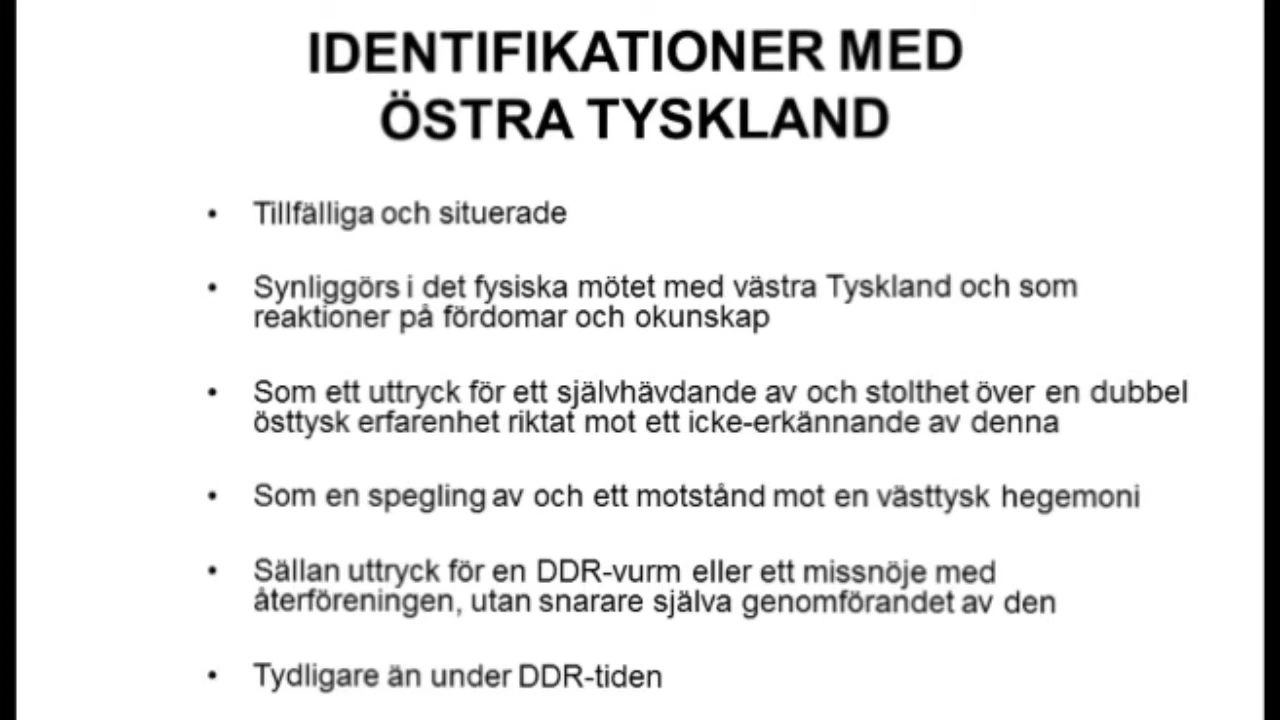 IDENTIFIKATIONER MED
ÖSTRA TYSKLAND
• Tillfälliga och situerade
• Synliggörs i det fysiska mötet med västra Tyskland och som
reaktioner på fördomar och okunskap
• Som ett uttryck för ett självhävdande av och stolthet över en dubbel
östtysk erfarenhet riktat mot ett icke-erkännande av denna
• Som en spegling av och ett motstånd mot en västtysk hegemoni
• Sällan uttryck för en DDR-vurm eller ett missnöje med
återföreningen, utan snarare själva genomförandet av den
• Tydligare än under DDR-tiden